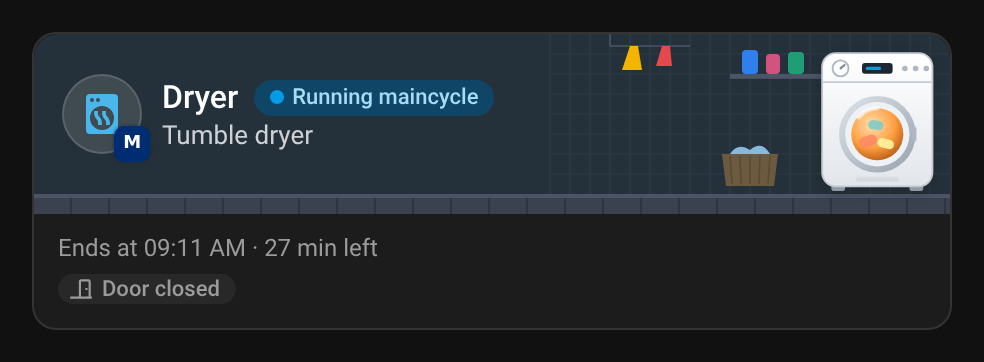 Dryer
Running maincycle
M
Tumble dryer
Ends at 09:11 AM · 27 min left
Door closed